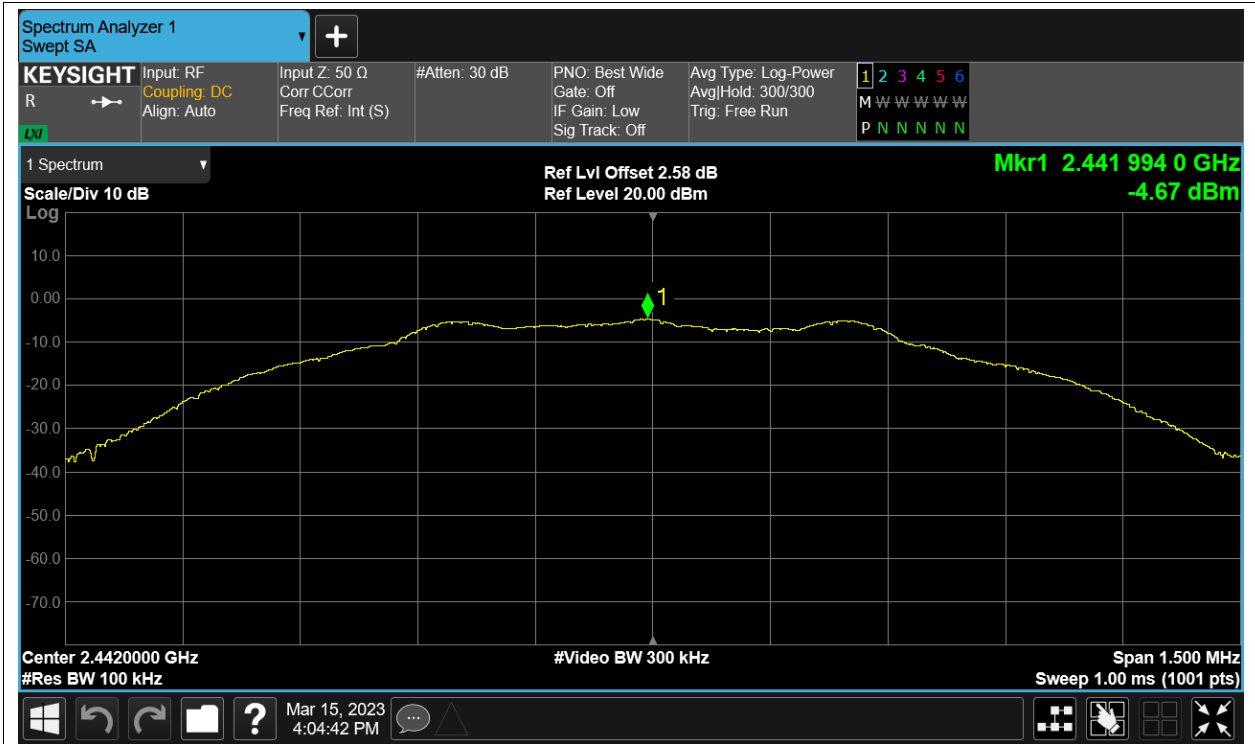 Spectrum Analyzer 1
Swept SA
KEYSIGHT
R
LXI
Input: RF
Coupling: DC
Align: Auto
Input Z: 50 Ω
Corr CCorr
Freq Ref: Int (S)
#Atten: 30 dB
PNO: Best Wide
Gate: Off
IF Gain: Low
Sig Track: Off
Avg Type: Log-Power
Avg|Hold: 300/300
Trig: Free Run
1 2 3 4 5 6
M W W W W W
P N N N N N
1 Spectrum
Scale/Div 10 dB
Ref Lvl Offset 2.58 dB
Ref Level 20.00 dBm
Mkr1 2.441 994 0 GHz
-4.67 dBm
Log
10.0
0.00
-10.0
-20.0
-30.0
-40.0
-50.0
-60.0
-70.0
1
Center 2.4420000 GHz
#Video BW 300 kHz
Span 1.500 MHz
#Res BW 100 kHz
Sweep 1.00 ms (1001 pts)
?
Mar 15, 2023
4:04:42 PM